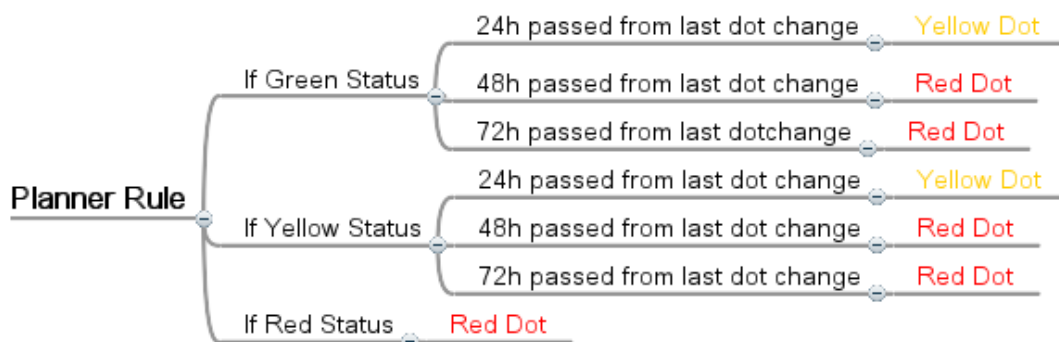 Planner Rule
If Green Status
24h passed from last dot change Yellow Dot
48h passed from last dot change Red Dot
72h passed from last dotchange Red Dot
If Yellow Status
24h passed from last dot change Yellow Dot
48h passed from last dot change Red Dot
72h passed from last dot change Red Dot
If Red Status Red Dot